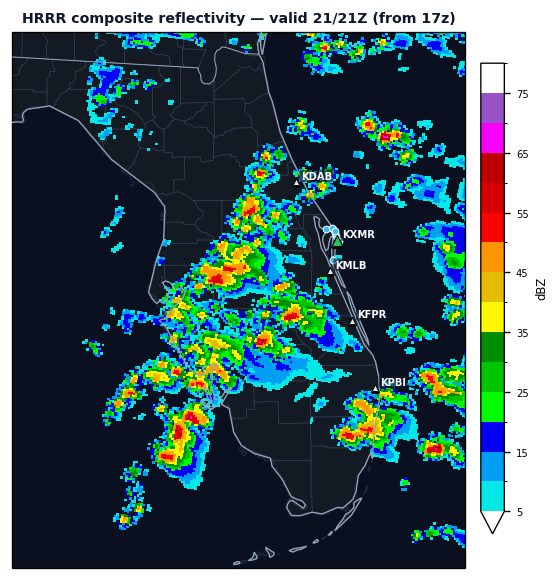 HRRR composite reflectivity — valid 21/21Z (from 17z)
KDAB
KXMR
KMLB
KFPR
KPBI
75
65
55
45
35
25
15
5
dBZ